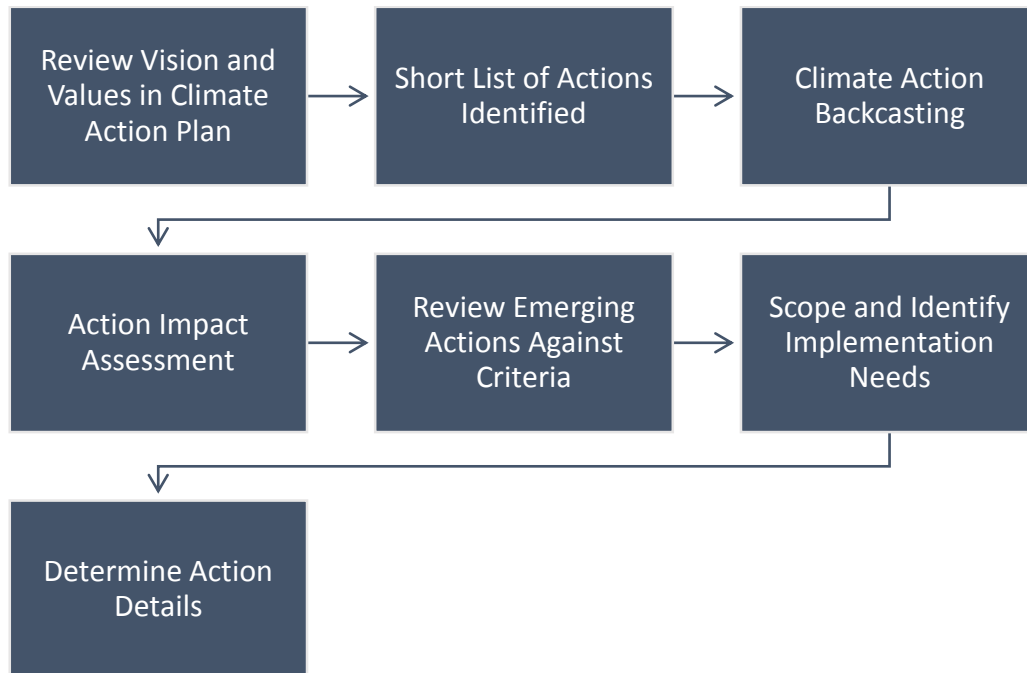 Review Vision and
Values in Climate
Action Plan
Short List of Actions
Identified
Climate Action
Backcasting
Action Impact
Assessment
Review Emerging
Actions Against
Criteria
Scope and Identify
Implementation
Needs
Determine Action
Details